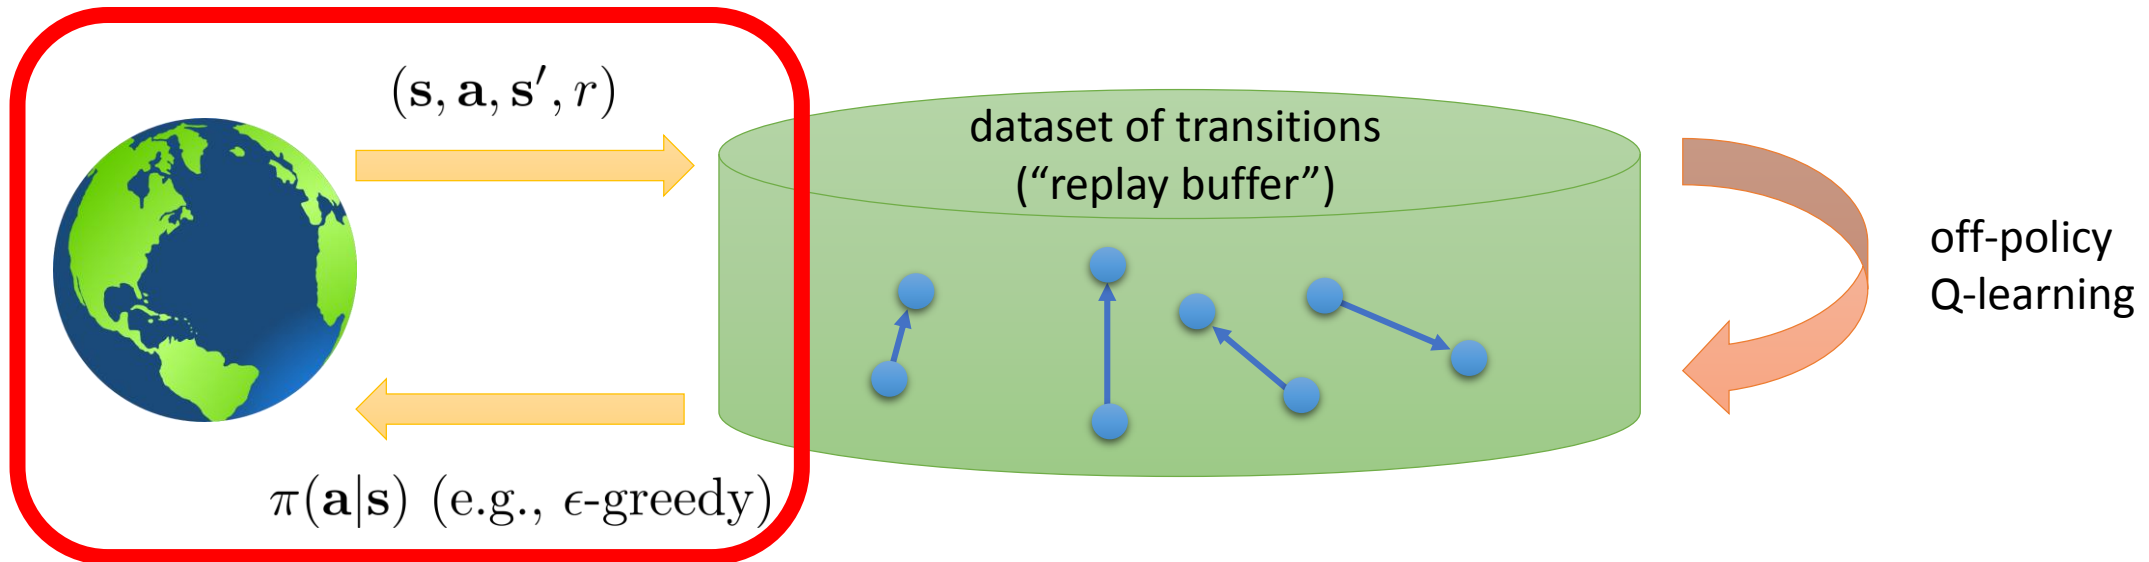 (s, a, s′, r)
dataset of transitions
(“replay buffer”)
off-policy
Q-learning
π(a|s) (e.g., ϵ-greedy)